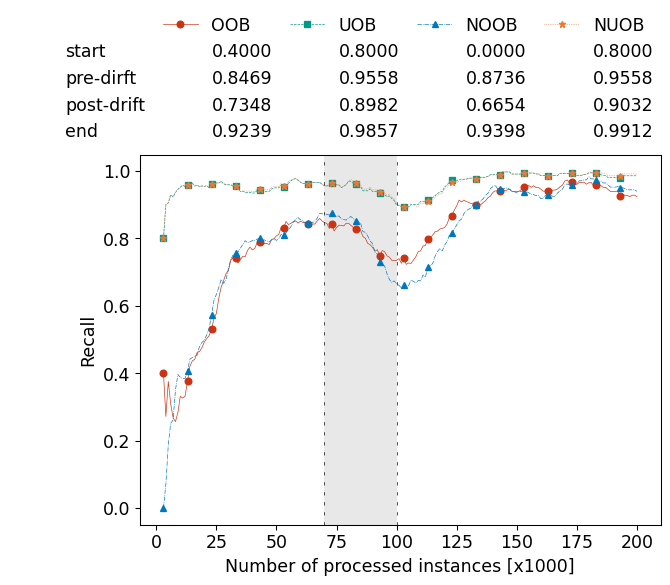 OOB UOB NOOB NUOB
start 0.4000 0.8000 0.0000 0.8000
pre-dirft 0.8469 0.9558 0.8736 0.9558
post-drift 0.7348 0.8982 0.6654 0.9032
end 0.9239 0.9857 0.9398 0.9912
1.0
0.8
0.6
0.4
0.2
0.0
Recall
0 25 50 75 100 125 150 175 200
Number of processed instances [x1000]